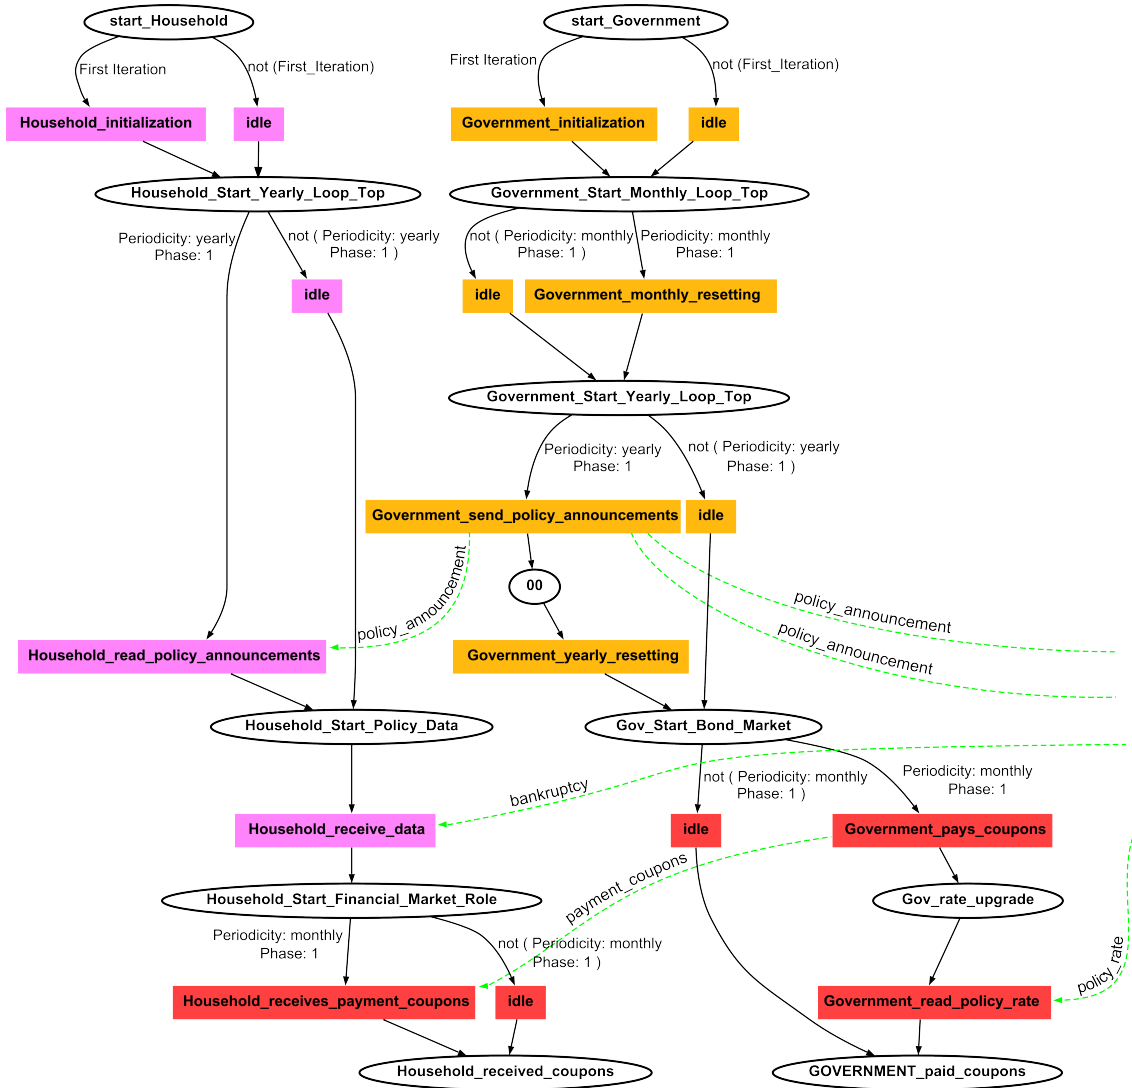 start_Household
start_Government
First Iteration
not (First_Iteration)
First Iteration
not (First_Iteration)
Household_initialization
idle
Government_initialization
idle
Household_Start_Yearly_Loop_Top
Government_Start_Monthly_Loop_Top
Periodicity: yearly
Phase: 1
not ( Periodicity: yearly
Phase: 1 )
not ( Periodicity: monthly
Phase: 1 )
Periodicity: monthly
Phase: 1
idle
idle
Government_monthly_resetting
Government_Start_Yearly_Loop_Top
Periodicity: yearly
Phase: 1
not ( Periodicity: yearly
Phase: 1 )
Government_send_policy_announcements
idle
policy_announcement
00
policy_announcement
policy_announcement
Household_read_policy_announcements
Government_yearly_resetting
Household_Start_Policy_Data
Gov_Start_Bond_Market
bankruptcy
not ( Periodicity: monthly
Phase: 1 )
Periodicity: monthly
Phase: 1
Household_receive_data
idle
Government_pays_coupons
payment_coupons
Household_Start_Financial_Market_Role
Gov_rate_upgrade
Periodicity: monthly
Phase: 1
not ( Periodicity: monthly
Phase: 1 )
policy_rate
Household_receives_payment_coupons
idle
Government_read_policy_rate
Household_received_coupons
GOVERNMENT_paid_coupons